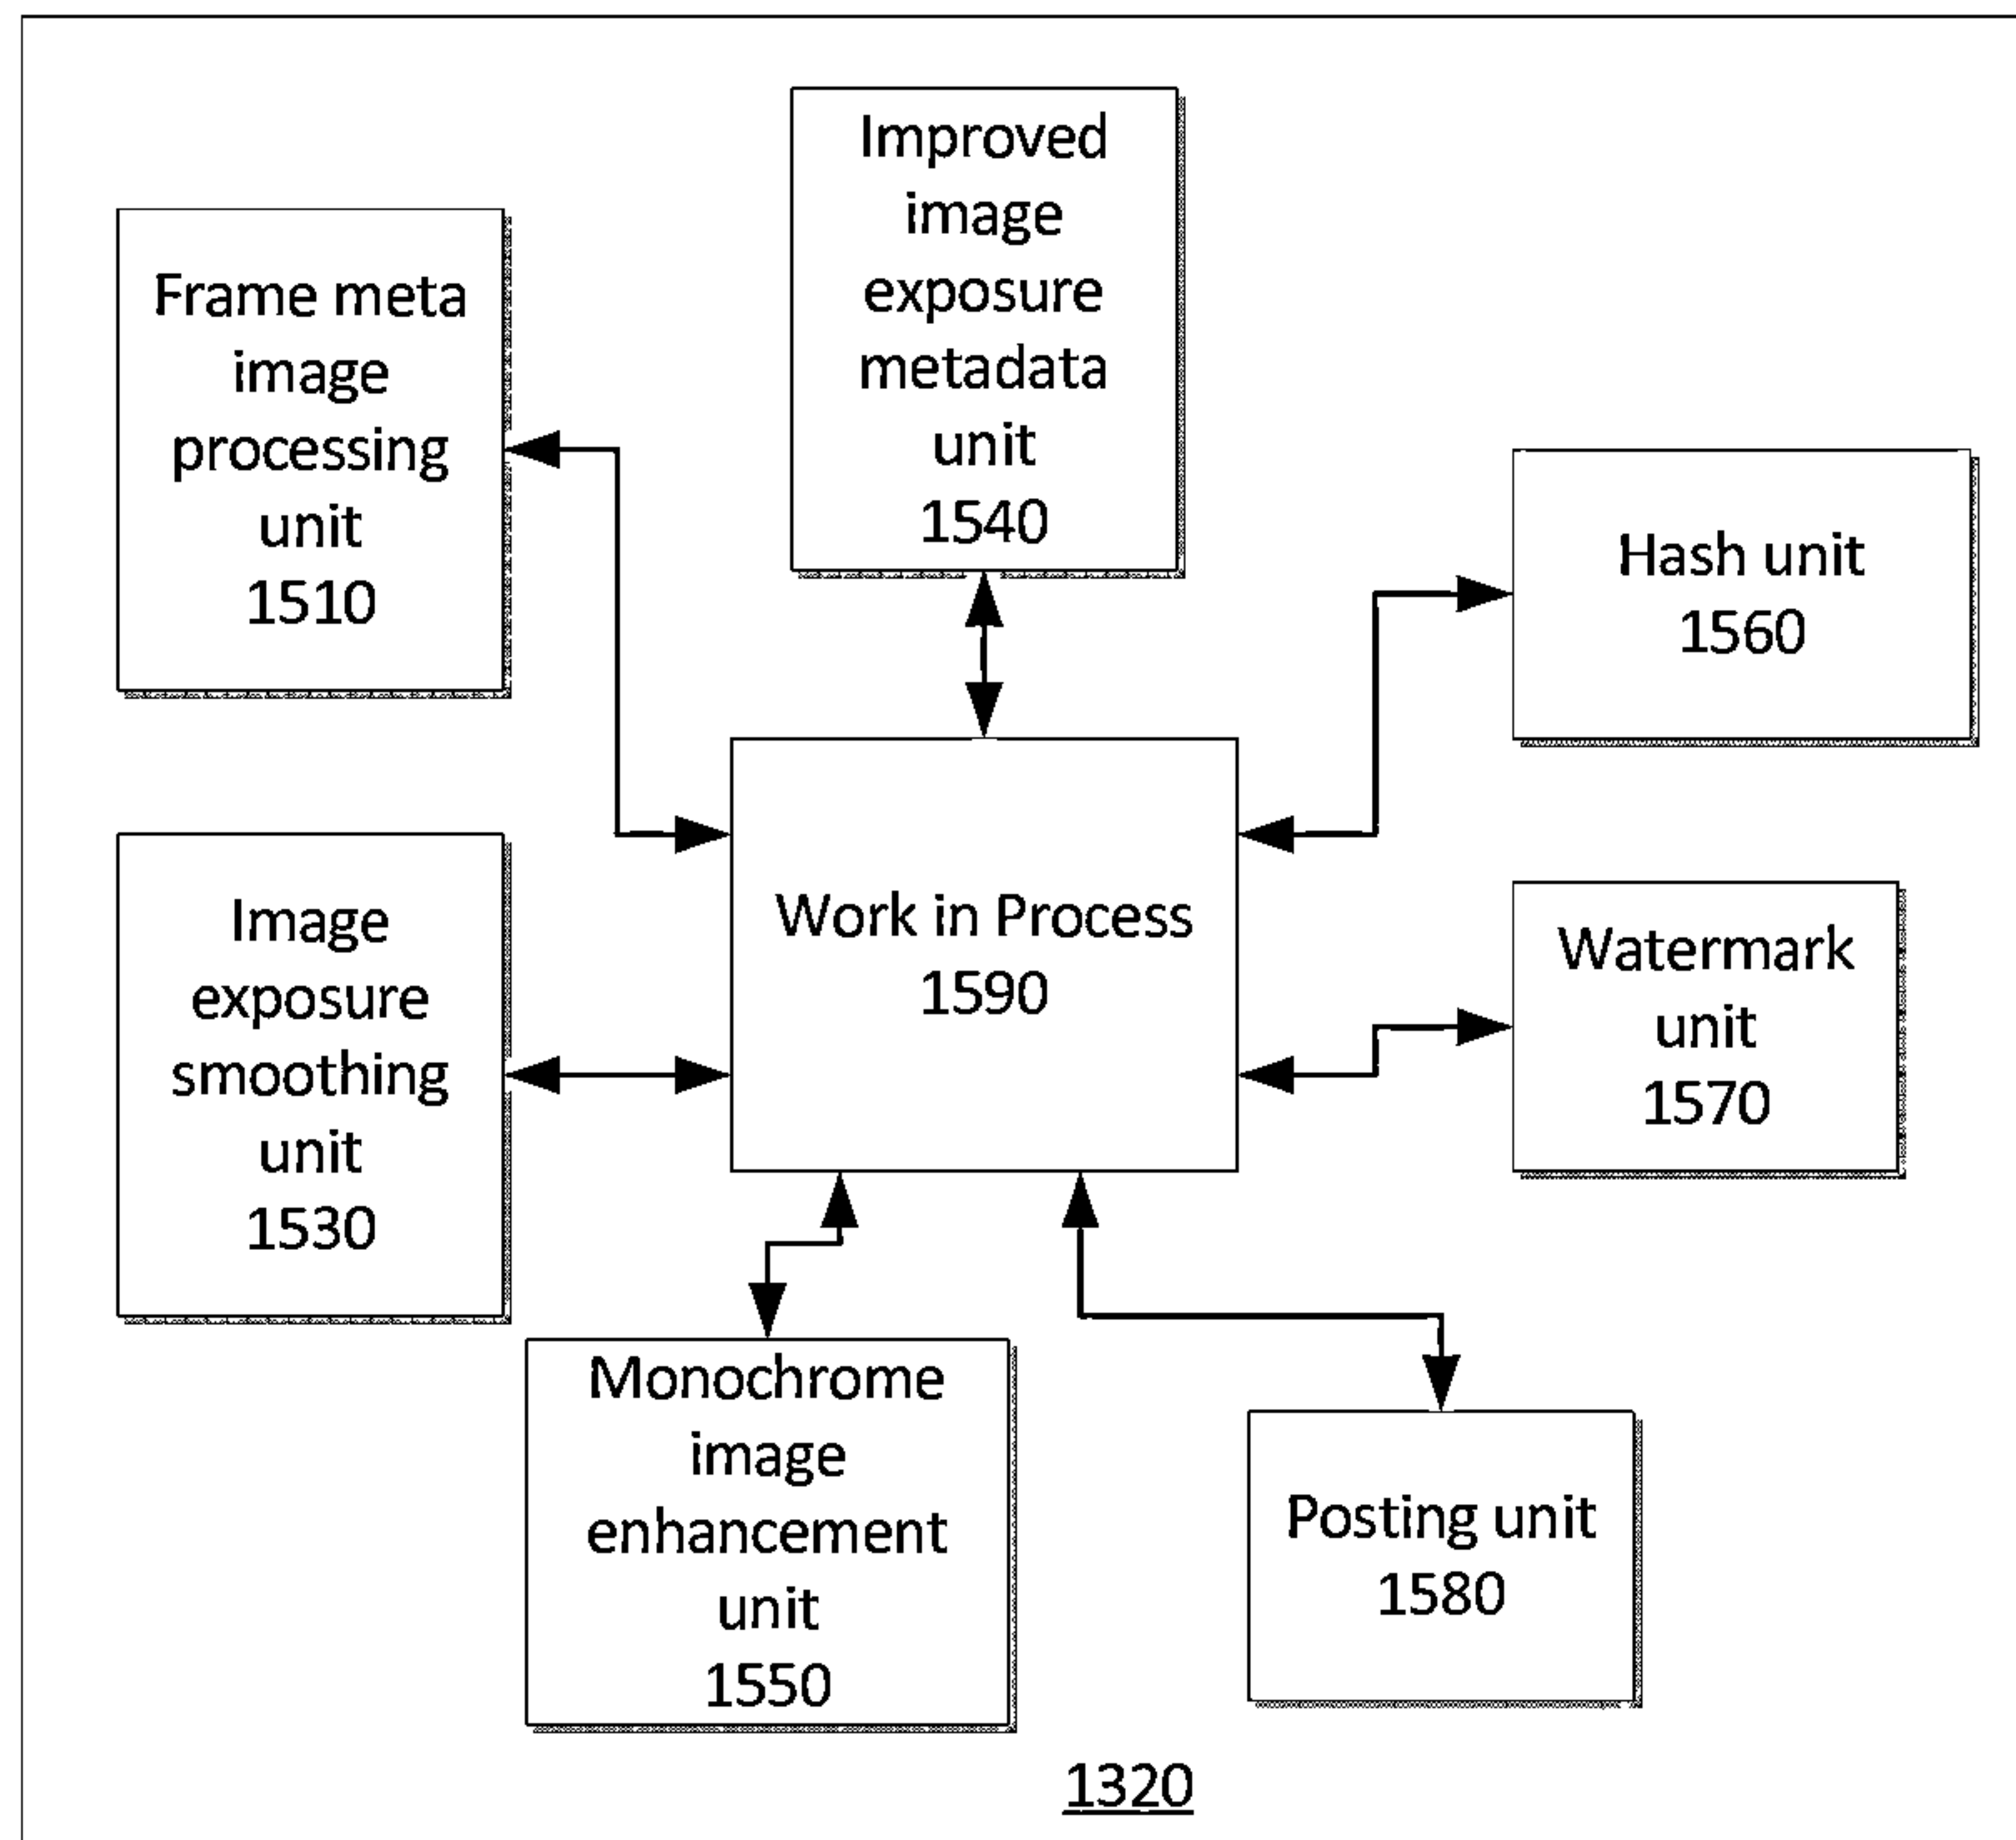 Improved
image
exposure
metadata
unit
1540
Frame meta
image
processing
unit
1510
Hash unit
1560
Work in Process
1590
Image
exposure
smoothing
unit
1530
Watermark
unit
1570
Monochrome
image
enhancement
unit
1550
Posting unit
1580
1320